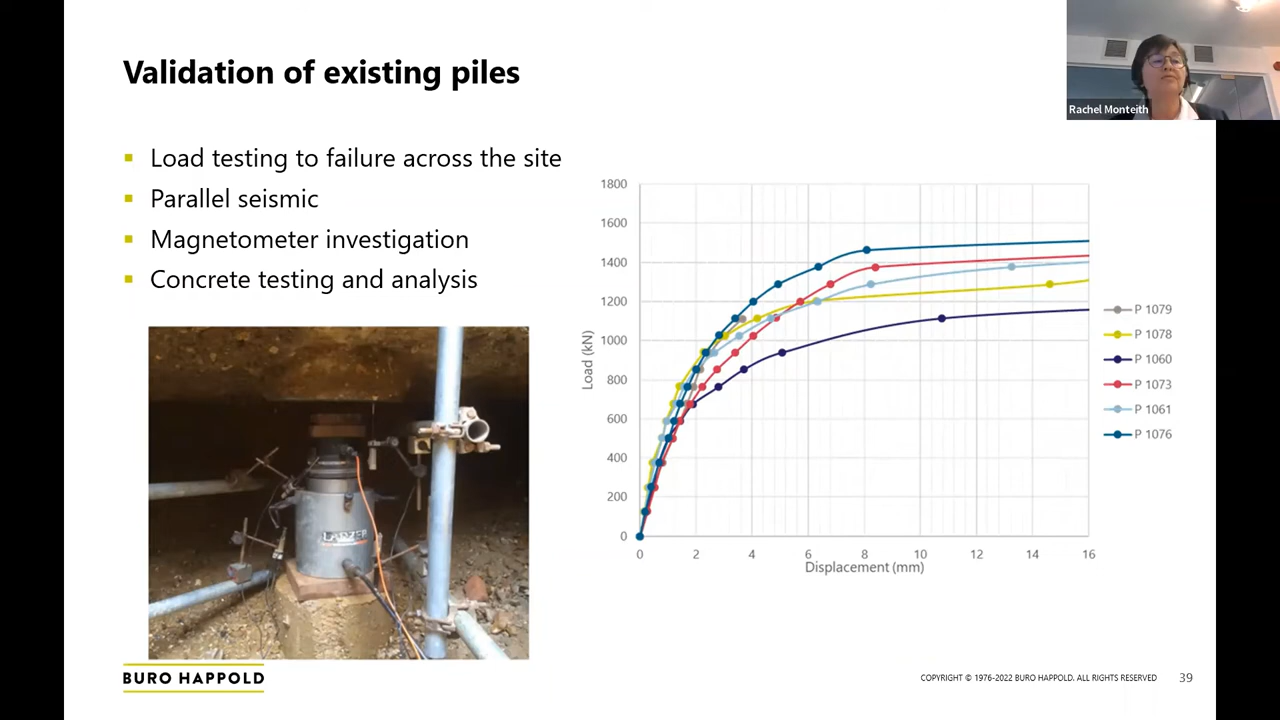 Validation of existing piles
Rachel Monteith
Load testing to failure across the site
Parallel seismic
Magnetometer investigation
Concrete testing and analysis
1800
1600
1400
1200
1000
800
600
400
200
0
Load (kN)
0 2 4 6 8 10 12 14 16
Displacement (mm)
P 1079
P 1078
P 1060
P 1073
P 1061
P 1076
BURO HAPPOLD
COPYRIGHT © 1976-2022 BURO HAPPOLD. ALL RIGHTS RESERVED
39